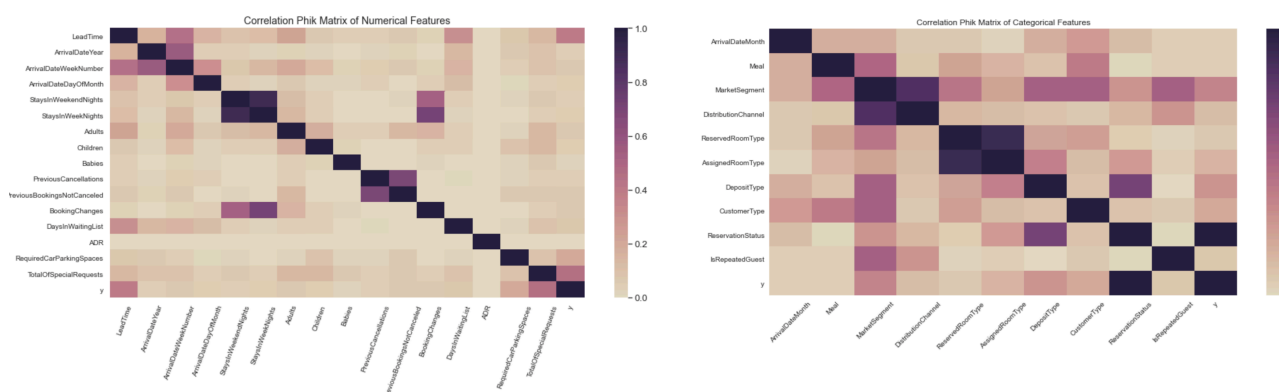 Correlation Phik Matrix of Numerical Features
LeadTime
ArrivalDateYear
ArrivalDateWeekNumber
ArrivalDateDayOfMonth
StaysInWeekendNights
StaysInWeekNights
Adults
Children
Babies
PreviousCancellations
reviousBookingsNotCanceled
BookingChanges
DaysInWaitingList
ADR
RequiredCarParkingSpaces
TotalOfSpecialRequests
y
LeadTime
ArrivalDateYear
ArrivalDateWeekNumber
ArrivalDateDayOfMonth
StaysInWeekendNights
StaysInWeekNights
Adults
Children
Babies
PreviousCancellations
reviousBookingsNotCanceled
BookingChanges
DaysInWaitingList
ADR
RequiredCarParkingSpaces
TotalOfSpecialRequests
y
1.0
0.8
0.6
0.4
0.2
0.0
Correlation Phik Matrix of Categorical Features
ArrivalDateMonth
Meal
MarketSegment
DistributionChannel
ReservedRoomType
AssignedRoomType
DepositType
CustomerType
ReservationStatus
IsRepeatedGuest
y
ArrivalDateMonth
Meal
MarketSegment
DistributionChannel
ReservedRoomType
AssignedRoomType
DepositType
CustomerType
ReservationStatus
IsRepeatedGuest
y